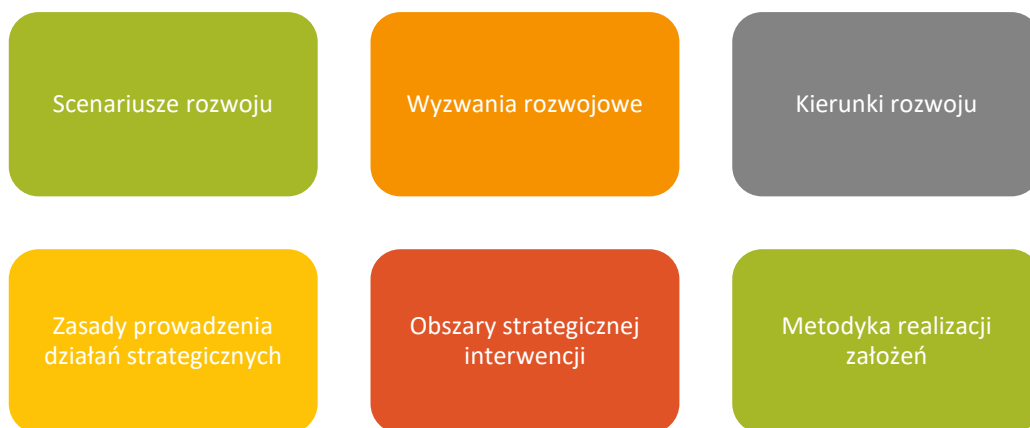 Scenariusze rozwoju
Wyzwania rozwojowe
Kierunki rozwoju
Zasady prowadzenia
działań strategicznych
Obszary strategicznej
interwencji
Metodyka realizacji
założeń